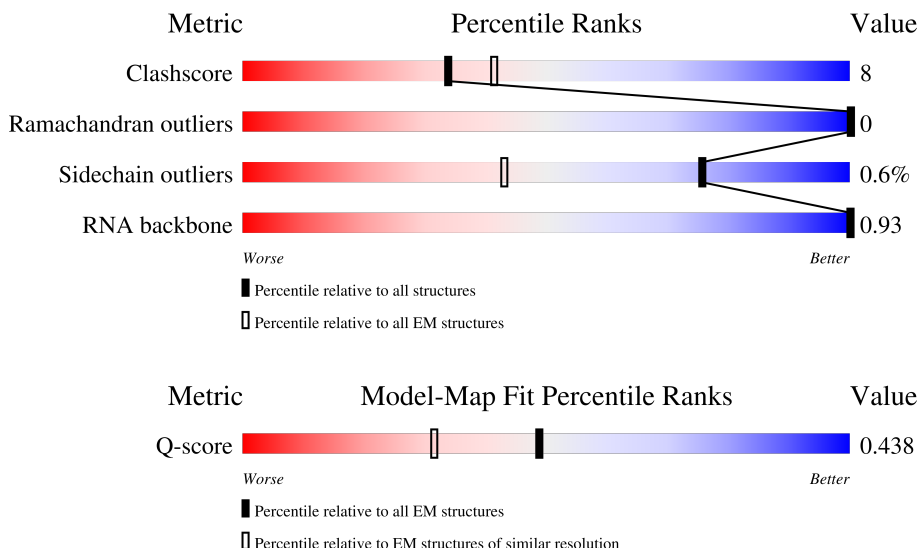 Metric Percentile Ranks Value
Clashscore 8
Ramachandran outliers 0
Sidechain outliers 0.6%
RNA backbone 0.93
Worse Better
Percentile relative to all structures
Percentile relative to all EM structures
Metric Model-Map Fit Percentile Ranks Value
Q-score 0.438
Worse Better
Percentile relative to all EM structures
Percentile relative to EM structures of similar resolution